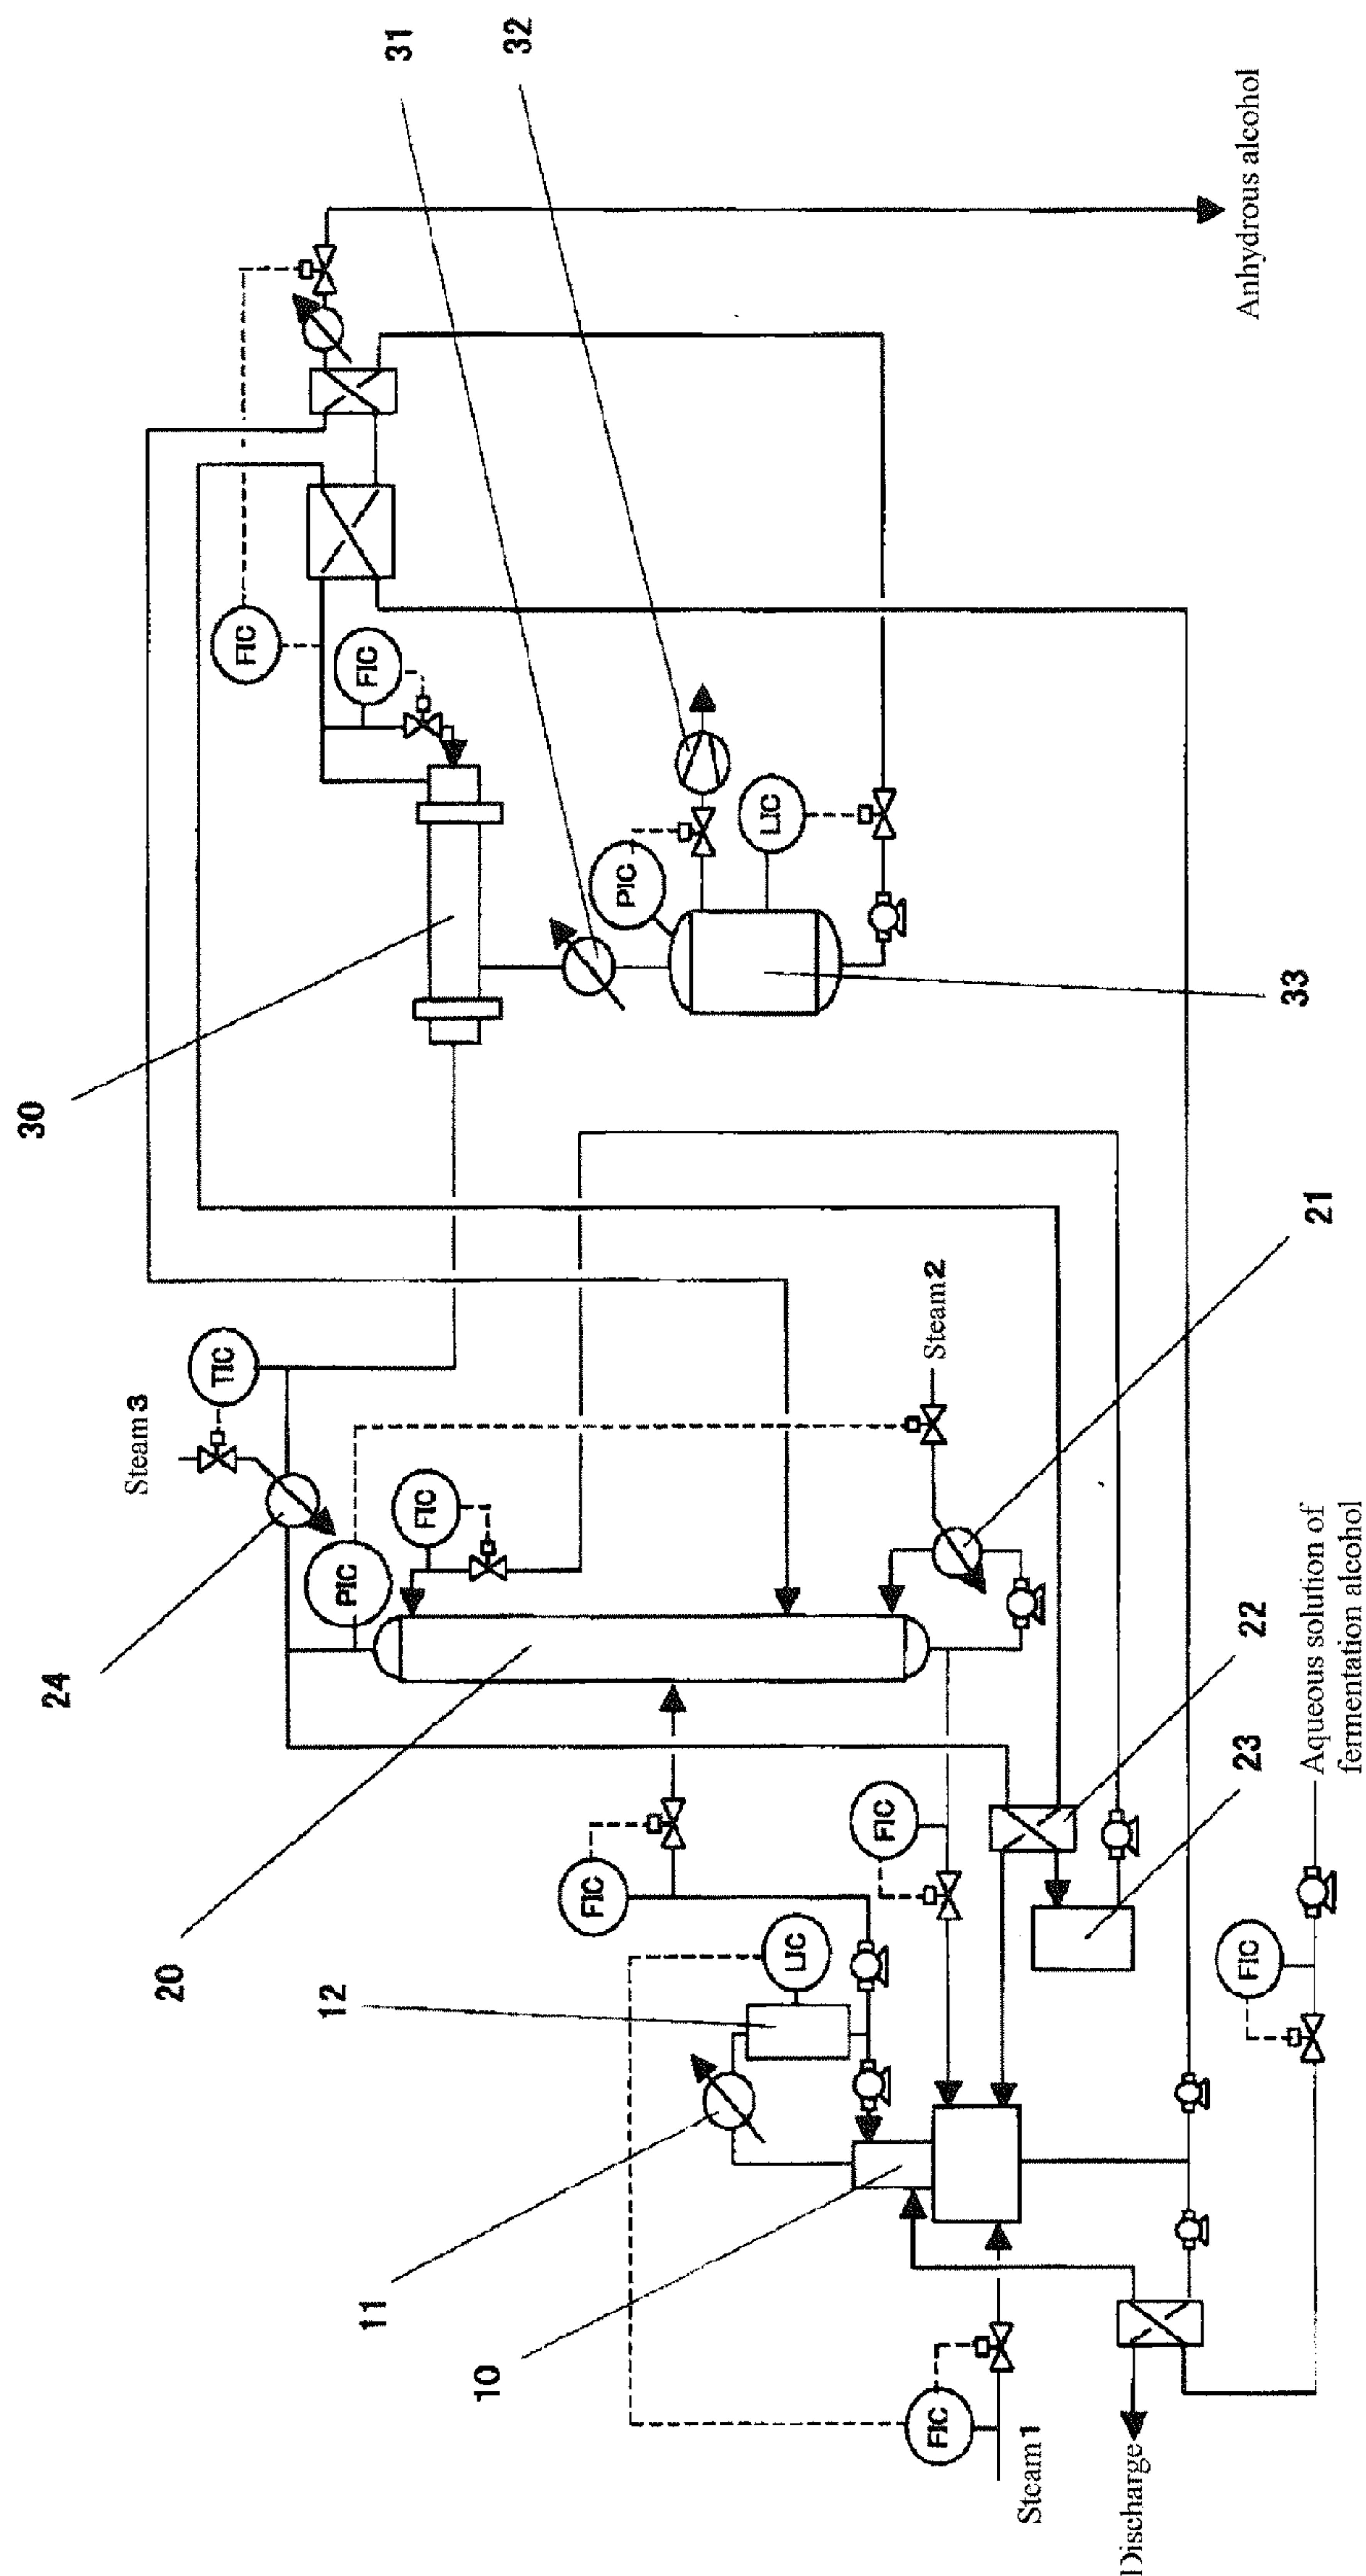 30
24
Steam 3
20
31
32
TIC
FIC
12
11
PIC
FIC
FIC
10
FIC
PIC
LIC
LIC
FIC
FIC
Steam 2
Steam 1
Discharge
FIC
23
22
Anhydrous alcohol
21
33
Aqueous solution of
fermentation alcohol